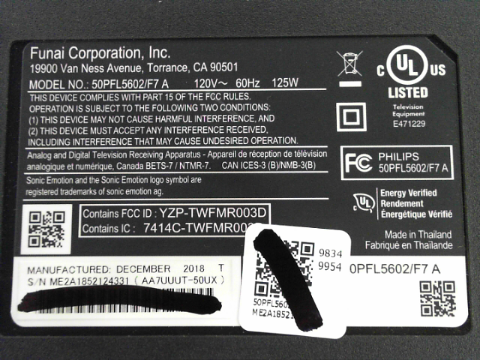 Funai Corporation, Inc.
19900 Van Ness Avenue, Torrance, CA 90501
MODEL NO.: 50PFL5602/F7 A 120V~ 60Hz 125W
THIS DEVICE COMPLIES WITH PART 15 OF THE FCC RULES.
OPERATION IS SUBJECT TO THE FOLLOWING TWO CONDITIONS:
(1) THIS DEVICE MAY NOT CAUSE HARMFUL INTERFERENCE, AND
(2) THIS DEVICE MUST ACCEPT ANY INTERFERENCE RECEIVED,
INCLUDING INTERFERENCE THAT MAY CAUSE UNDESIRED OPERATION.
Analog and Digital Television Receiving Apparatus - Appareil de réception de télévision
analogique et numérique, Canada BETS-7 / NTMR-7. CAN ICES-3 (B)/NMB-3(B)
Sonic Emotion and the Sonic Emotion logo symbol are
registered trademarks of sonic emotion ag.
Contains FCC ID : YZP-TWFMR003D
Contains IC : 7414C-TWFMR00
C UL US
LISTED
Television
Equipment
E471229
FC PHILIPS
50PFL5602/F7 A
UL Energy Verified
Rendement
Énergétique Vérifié
Made in Thailand
Fabriqué en Thaïlande
MANUFACTURED: DECEMBER 2018 T
S/N ME2A1852124331 (AA7UUUT-50UX)
9834
9954
50PFL5602
ME2A1852
0PFL5602/F7 A